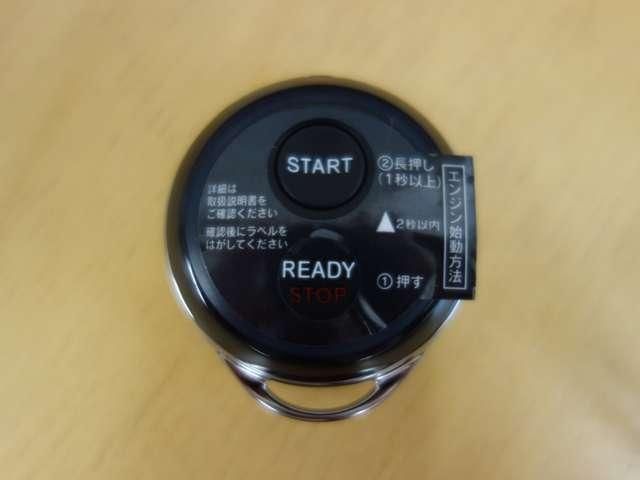 START
②長押し
(1秒以上)
詳細は
取扱説明書を
ご確認ください
確認後にラベルを
はがしてください
▲2秒以内
READY
STOP
①押す
エンジン始動方法